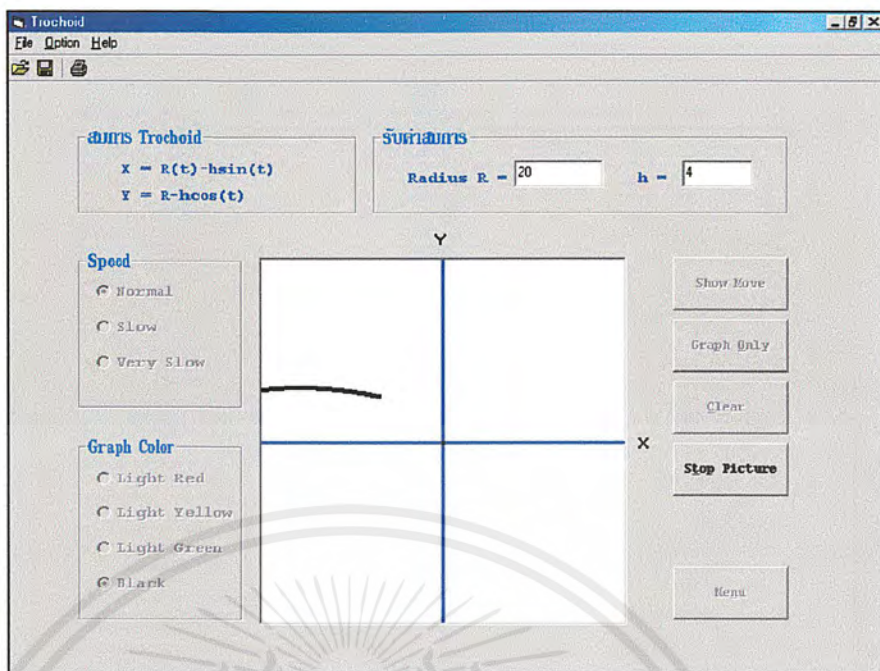 Trochoid
File Option Help
สมการ Trochoid
X = R(t)-hsin(t)
Y = R-hcos(t)
รับค่าสมการ
Radius R = 20 h = 4
Y
Speed
Normal
Slow
Very Slow
Graph Color
Light Red
Light Yellow
Light Green
Black
X
Show Move
Graph Only
Clear
Stop Picture
Menu